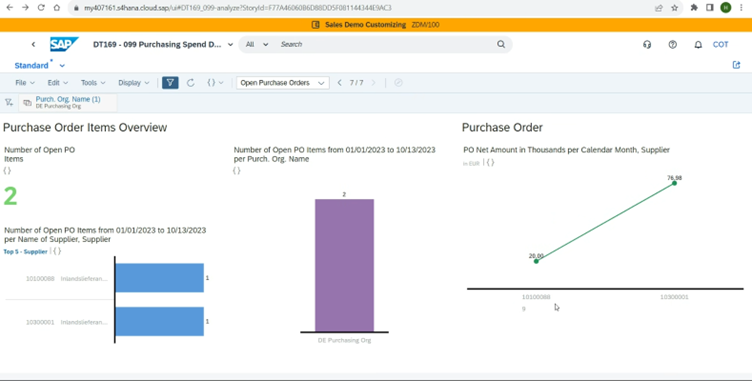 my407161.s4hana.cloud.sap/ui#DT169_099-analyze?StoryId=F77A4606086D88DD5F081144344E9AC3
Sales Demo Customizing ZDM/100
SAP DT169 - 099 Purchasing Spend D... All Search COT
Standard *
File Edit Tools Display Open Purchase Orders 7 / 7
Purch. Org. Name (1)
DE Purchasing Org
Purchase Order Items Overview
Purchase Order
Number of Open PO
Items
2
Number of Open PO Items from 01/01/2023 to 10/13/2023
per Name of Supplier, Supplier
Top 5 - Supplier
10100088 Inlandslieferan... 1
10300001 Inlandslieferan... 1
Number of Open PO Items from 01/01/2023 to 10/13/2023
per Purch. Org. Name
2
DE Purchasing Org
PO Net Amount in Thousands per Calendar Month, Supplier
in EUR
76.98
20.00
10100088 10300001
9